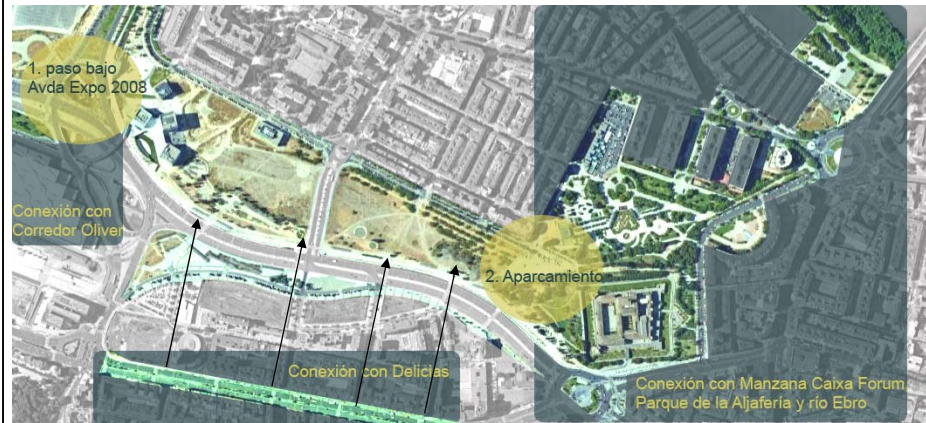 1. paso bajo
Avda Expo 2008
Conexión con
Corredor Oliver
2. Aparcamiento
Conexión con Delicias
Conexión con Manzana Caixa Forum
Parque de la Aljafería y río Ebro